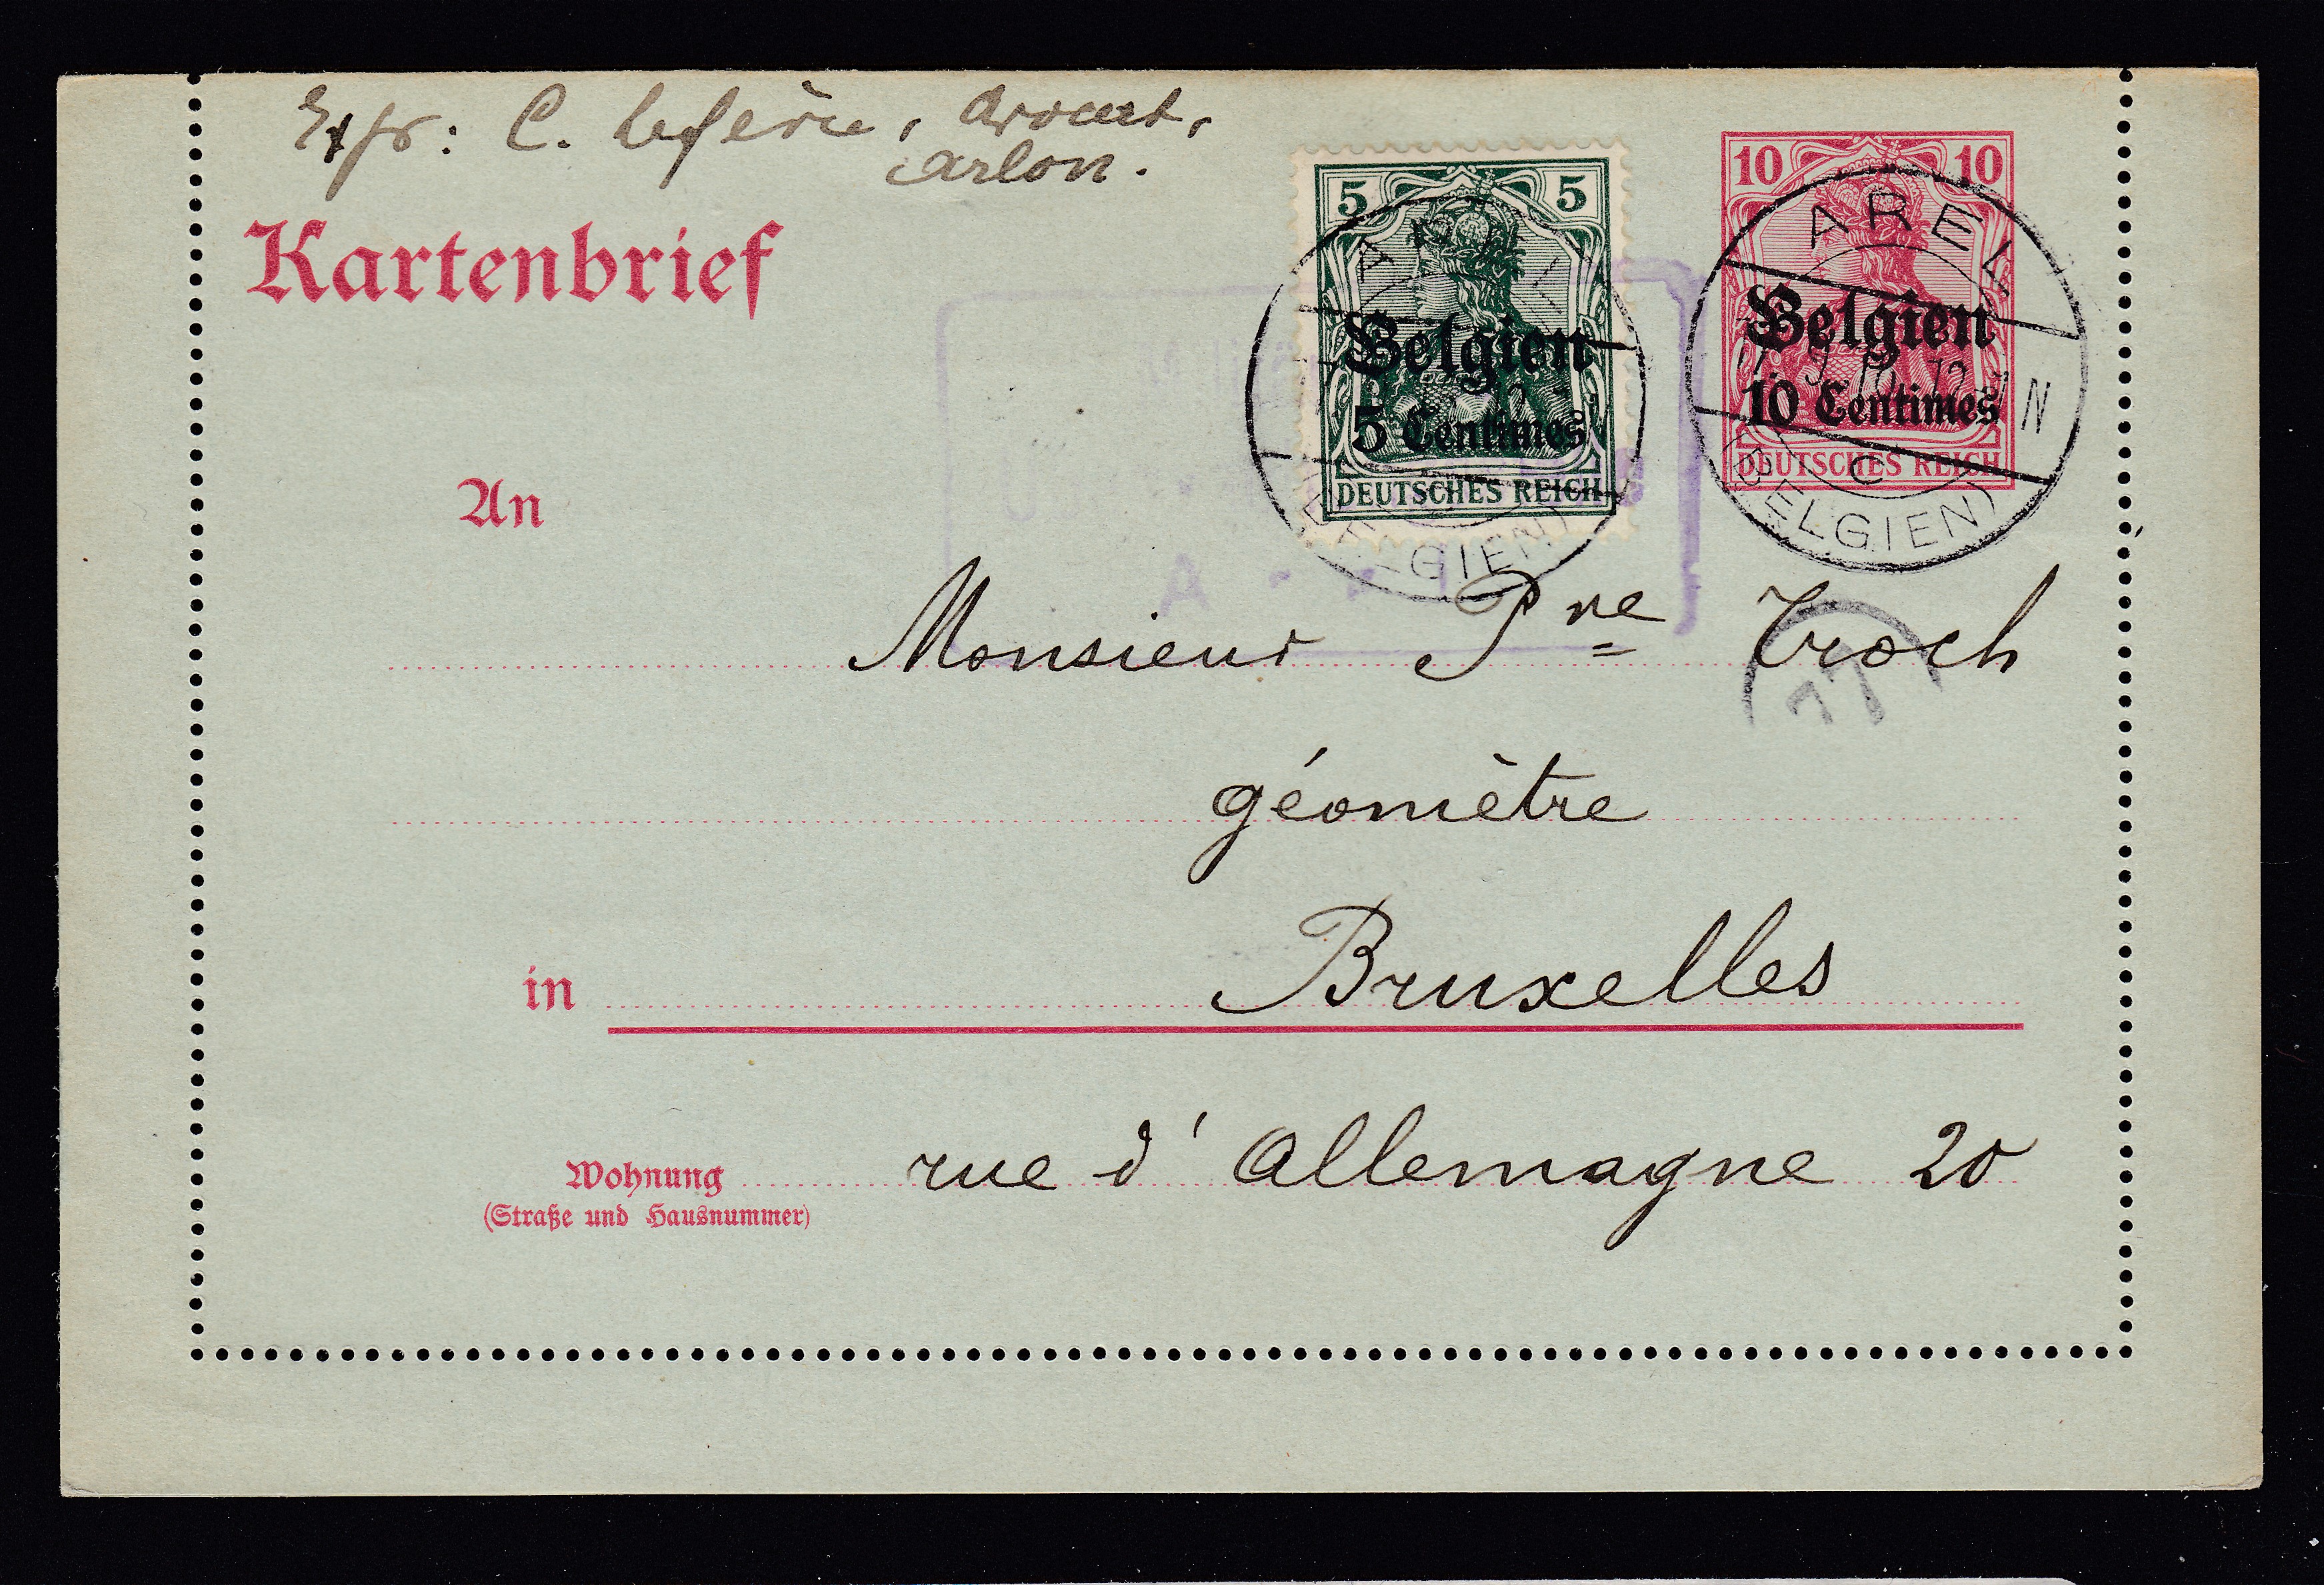 Expr: C. Lefèvre, Avocat,
Arlon.
Kartenbrief
5 5
Belgien
5 Centimes
DEUTSCHES REICH
10 10
Belgien
10 Centimes
DEUTSCHES REICH
AREL
N
C
(BELGIEN)
An
Monsieur Pre Troch
géomètre
in Bruxelles
Wohnung rue d'Allemagne 20
(Straße und Hausnummer)